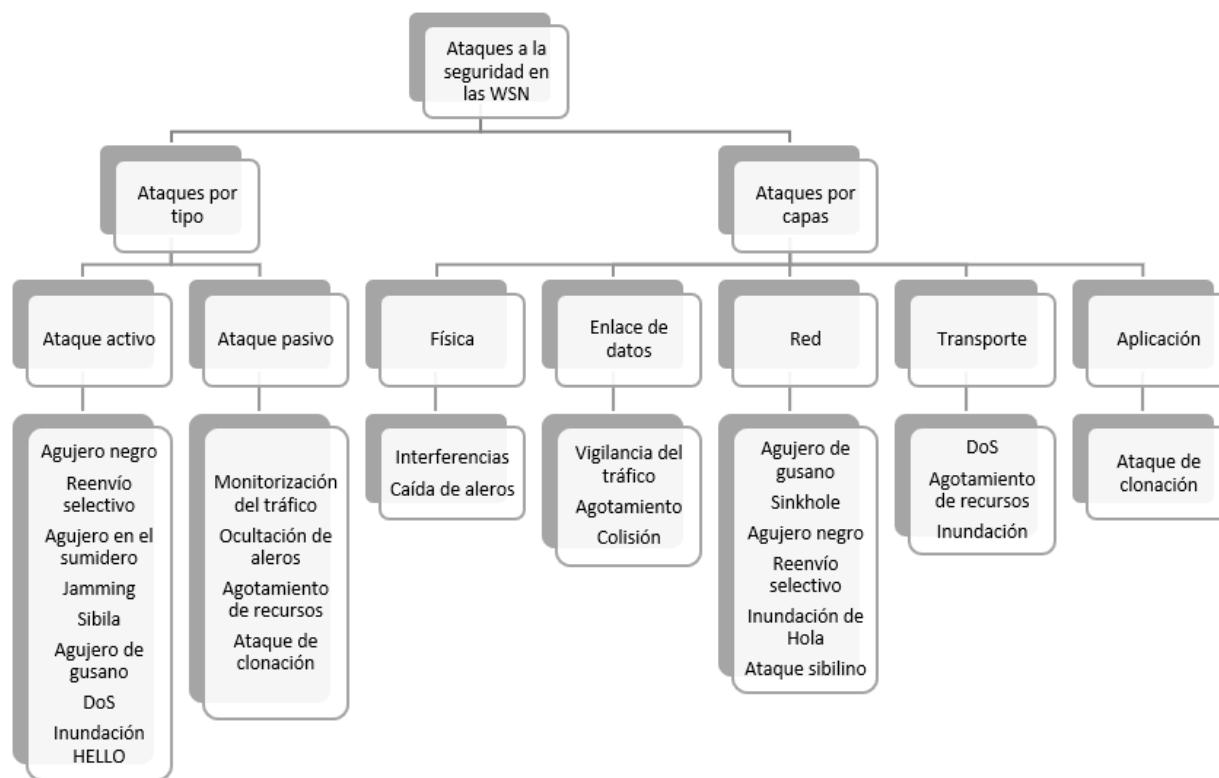 Ataques a la
seguridad en
las WSN
Ataques por
tipo
Ataques por
capas
Ataque activo
Ataque pasivo
Física
Enlace de
datos
Red
Transporte
Aplicación
Agujero negro
Reenvío
selectivo
Agujero en el
sumidero
Jamming
Sibila
Agujero de
gusano
DoS
Inundación
HELLO
Monitorización
del tráfico
Ocultación de
aleros
Agotamiento
de recursos
Ataque de
clonación
Interferencias
Caída de aleros
Vigilancia del
tráfico
Agotamiento
Colisión
Agujero de
gusano
Sinkhole
Agujero negro
Reenvío
selectivo
Inundación de
Hola
Ataque sibilino
DoS
Agotamiento
de recursos
Inundación
Ataque de
clonación